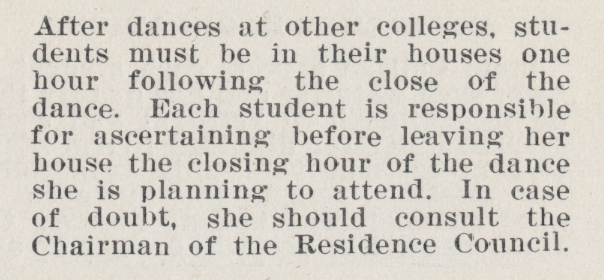 After dances at other colleges, stu-
dents must be in their houses one
hour following the close of the
dance. Each student is responsible
for ascertaining before leaving her
house the closing hour of the dance
she is planning to attend. In case
of doubt, she should consult the
Chairman of the Residence Council.